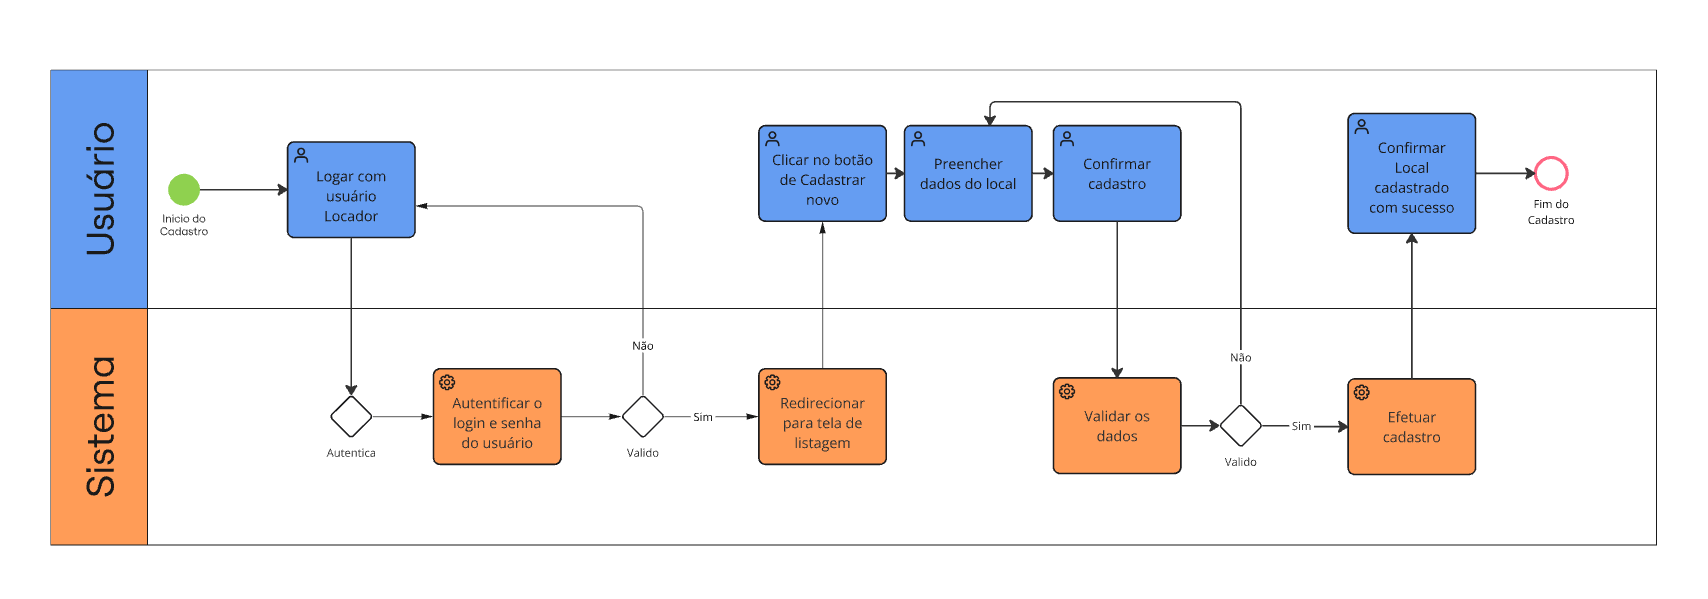 Usuário
Inicio do
Cadastro
Logar com
usuário
Locador
Clicar no botão
de Cadastrar
novo
Preencher
dados do local
Confirmar
cadastro
Confirmar
Local
cadastrado
com sucesso
Fim do
Cadastro
Sistema
Autentica
Autentificar o
login e senha
do usuário
Não
Valido
Sim
Redirecionar
para tela de
listagem
Validar os
dados
Não
Valido
Sim
Efetuar
cadastro